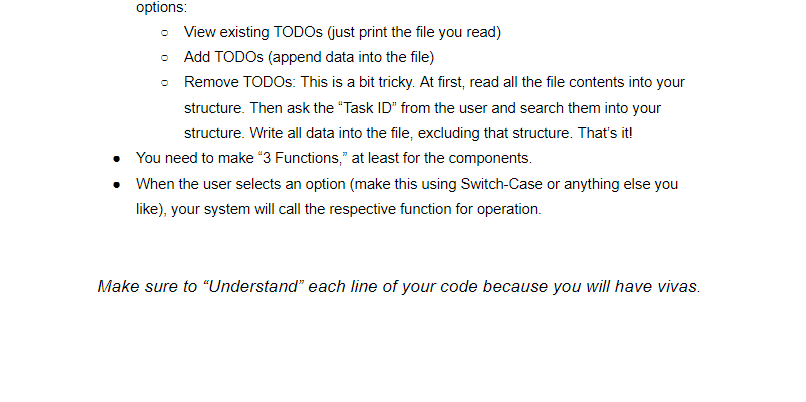 options:
○ View existing TODOs (just print the file you read)
○ Add TODOs (append data into the file)
○ Remove TODOs: This is a bit tricky. At first, read all the file contents into your
structure. Then ask the “Task ID” from the user and search them into your
structure. Write all data into the file, excluding that structure. That’s it!
● You need to make “3 Functions,” at least for the components.
● When the user selects an option (make this using Switch-Case or anything else you
like), your system will call the respective function for operation.
Make sure to “Understand” each line of your code because you will have vivas.